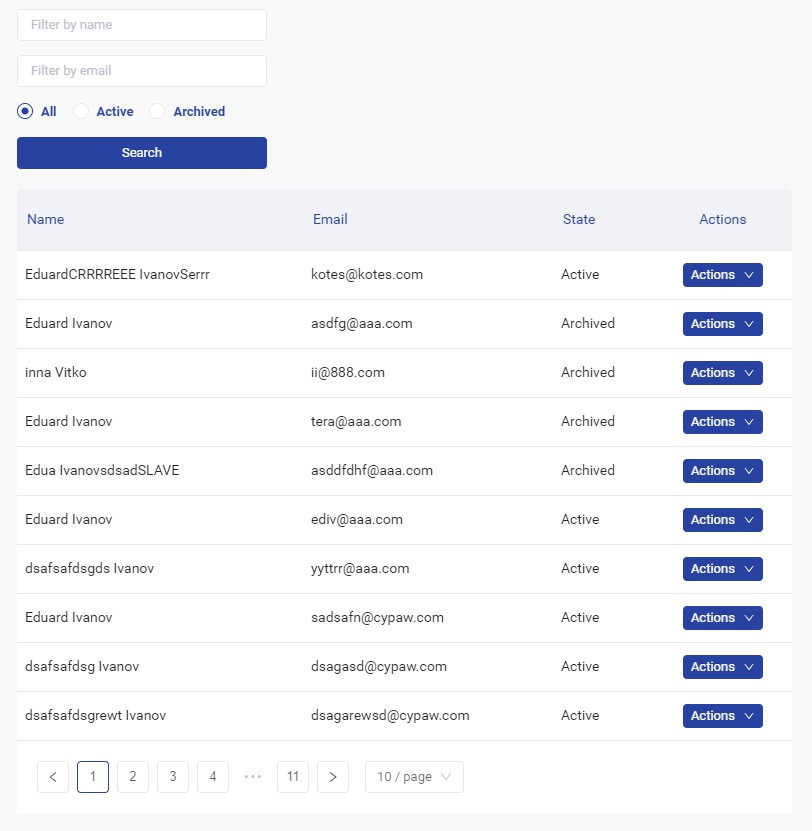 Filter by name
Filter by email
All Active Archived
Search
Name Email State Actions
EduardCRRRREEE IvanovSerrr kotes@kotes.com Active Actions
Eduard Ivanov asdfg@aaa.com Archived Actions
inna Vitko ii@888.com Archived Actions
Eduard Ivanov tera@aaa.com Archived Actions
Edua IvanovsdsadSLAVE asddfdhf@aaa.com Archived Actions
Eduard Ivanov ediv@aaa.com Active Actions
dsafsafdsgds Ivanov yyttrr@aaa.com Active Actions
Eduard Ivanov sadsafn@cypaw.com Active Actions
dsafsafdsg Ivanov dsagasd@cypaw.com Active Actions
dsafsafdsgrewt Ivanov dsagarewsd@cypaw.com Active Actions
< 1 2 3 4 ••• 11 > 10 / page